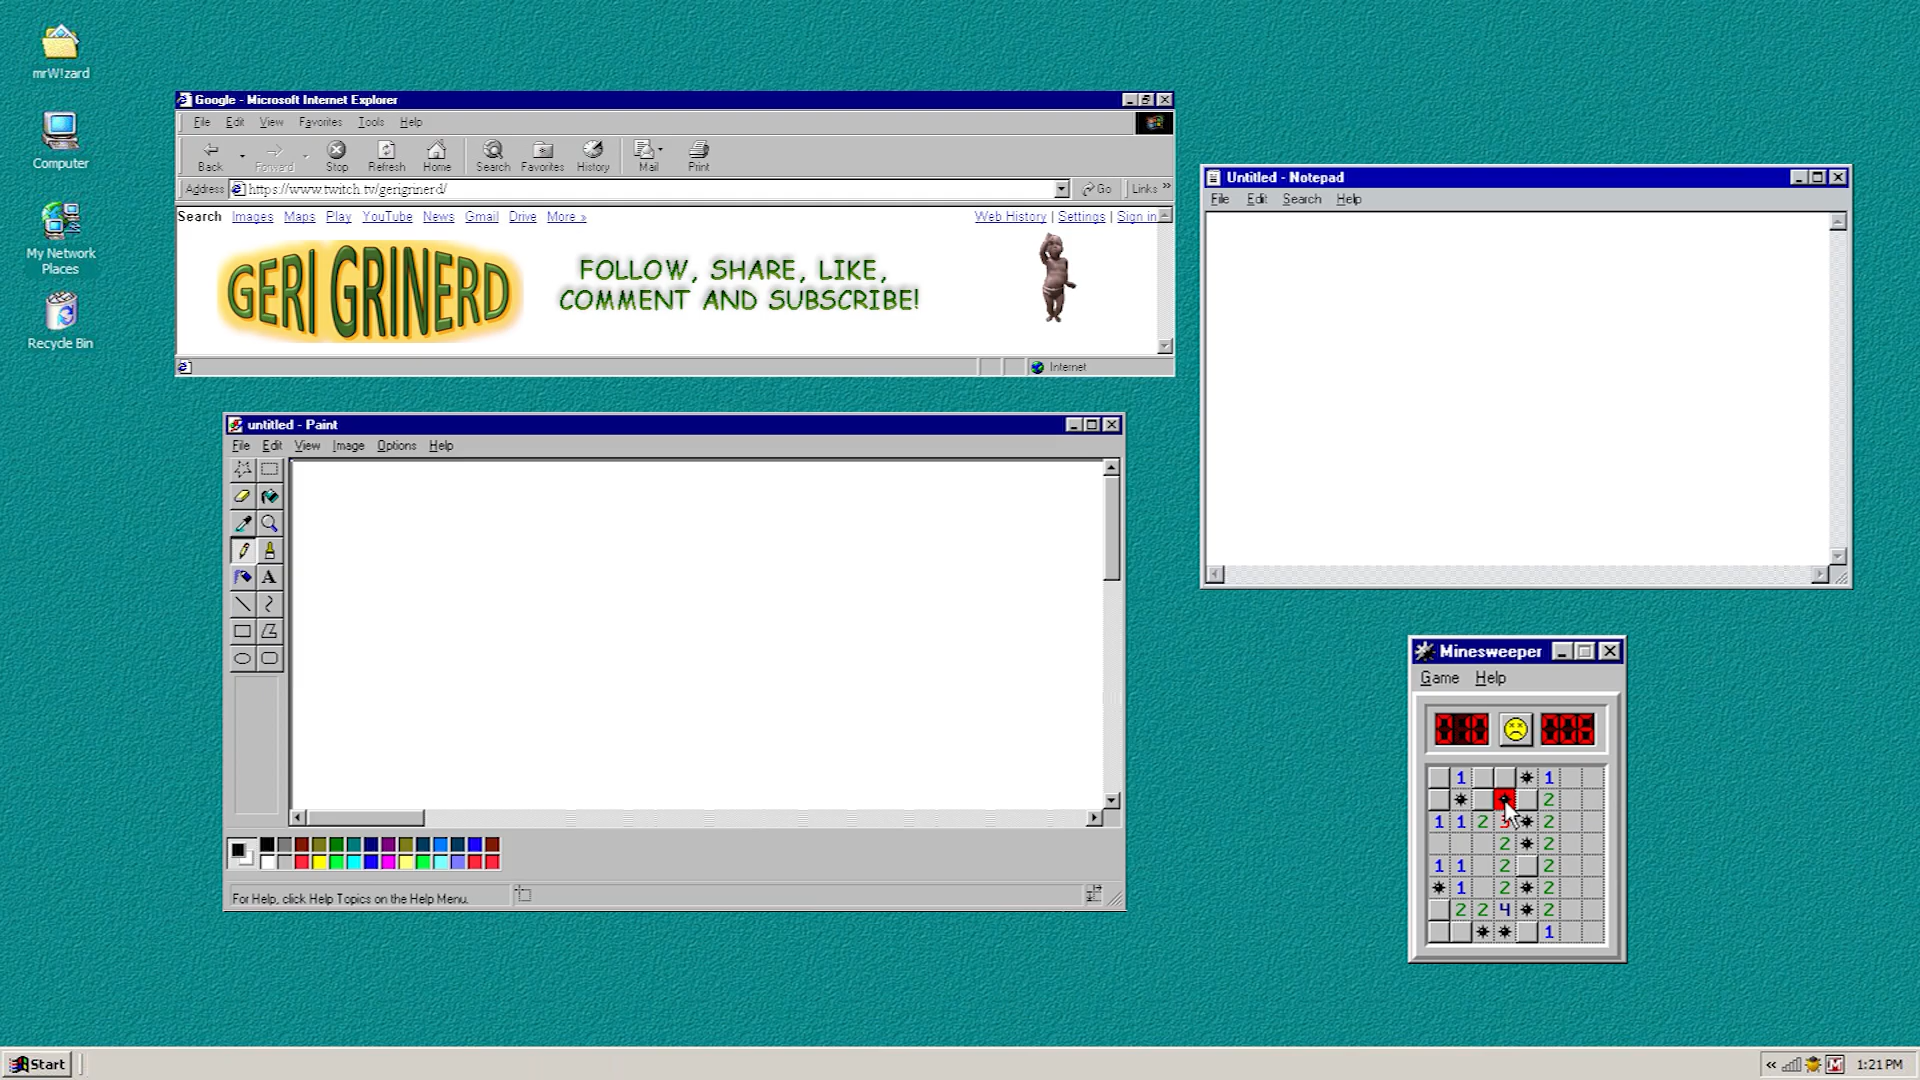 mrW!zard
Computer
My Network
Places
Recycle Bin
Google - Microsoft Internet Explorer
File Edit View Favorites Tools Help
Back Forward Stop Refresh Home Search Favorites History Mail Print
Address https://www.twitch.tv/gerigrinerd/ Go Links »
Search Images Maps Play YouTube News Gmail Drive More » Web History | Settings | Sign in
GERI GRINERD
FOLLOW, SHARE, LIKE,
COMMENT AND SUBSCRIBE!
Internet
Untitled - Notepad
File Edit Search Help
untitled - Paint
File Edit View Image Options Help
A
For Help, click Help Topics on the Help Menu.
Minesweeper
Game Help
010
1 1
2
1 1 2 3 2
2 2
1 1 2 2
1 2 2
2 2 4 2
1
Start
« 1:21 PM